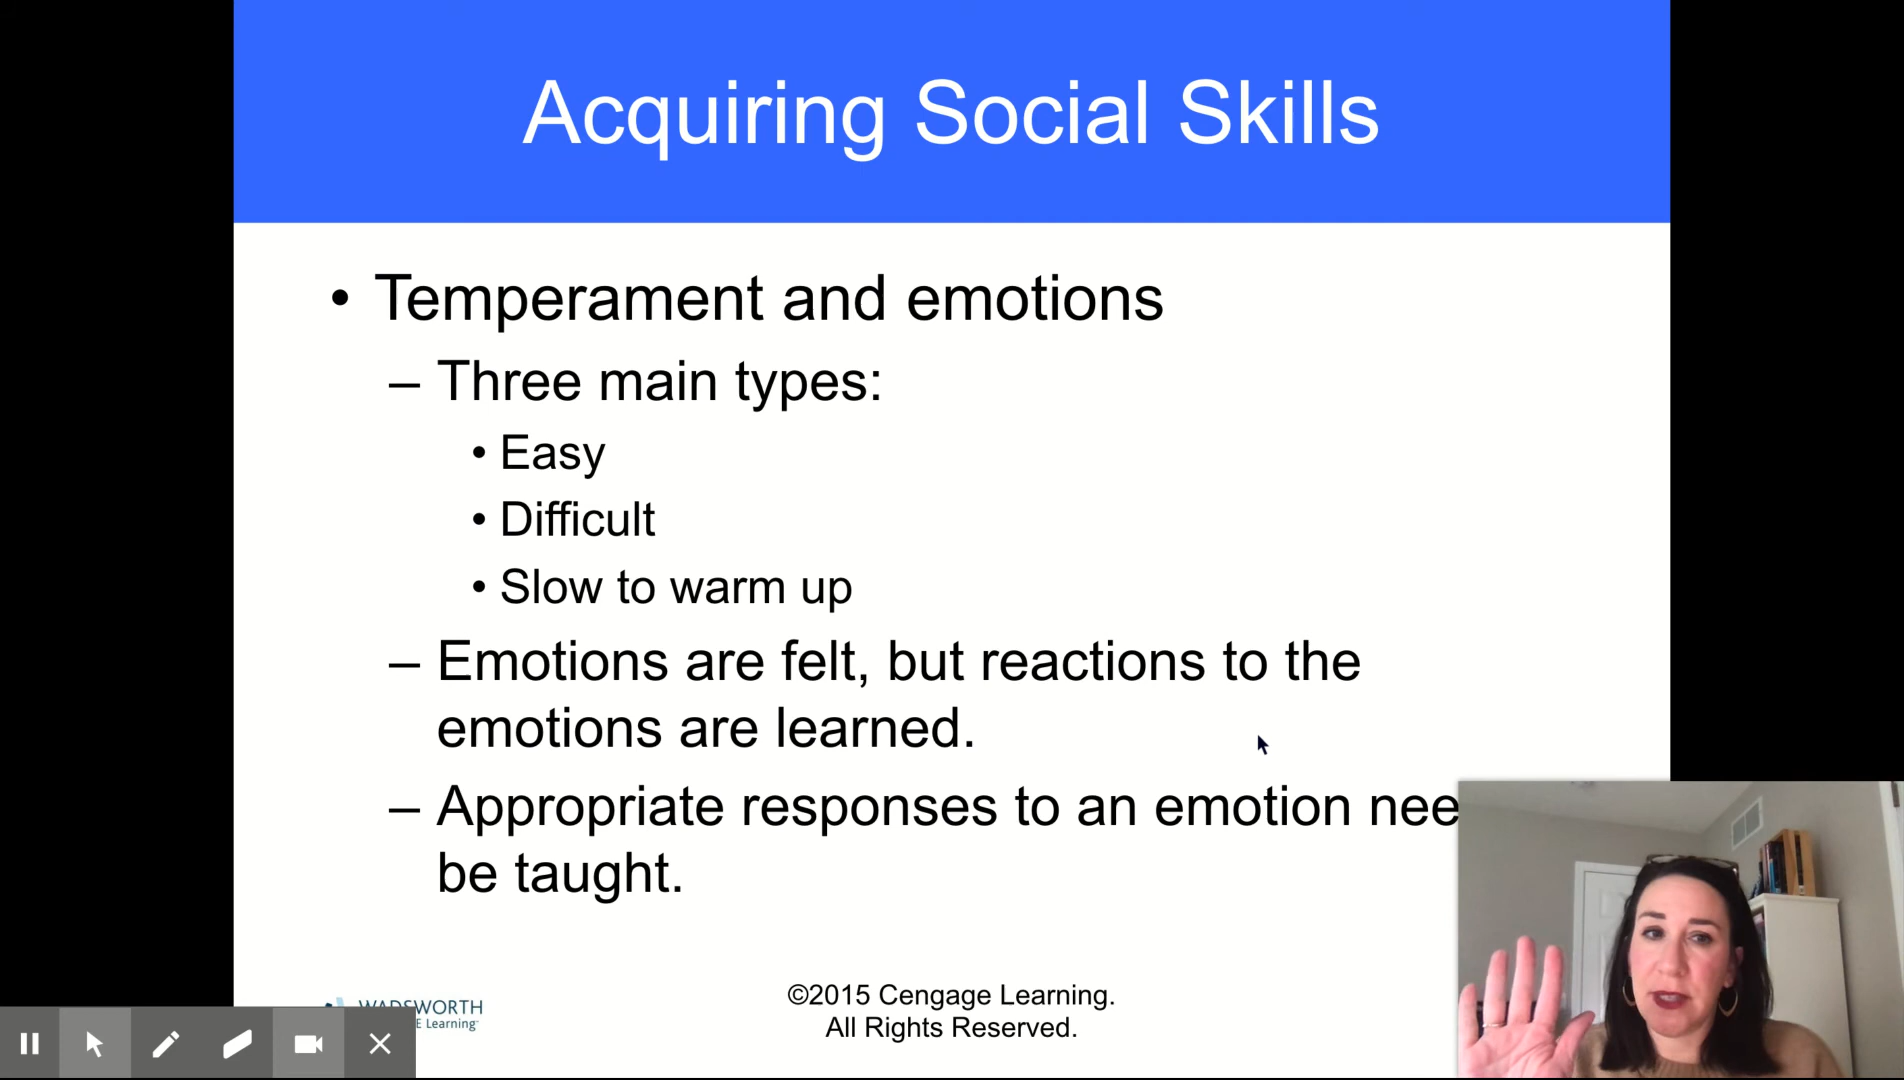 Acquiring Social Skills
• Temperament and emotions
– Three main types:
• Easy
• Difficult
• Slow to warm up
– Emotions are felt, but reactions to the
emotions are learned.
– Appropriate responses to an emotion
be taught.
WADSWORTH
Learning™
©2015 Cengage Learning.
All Rights Reserved.